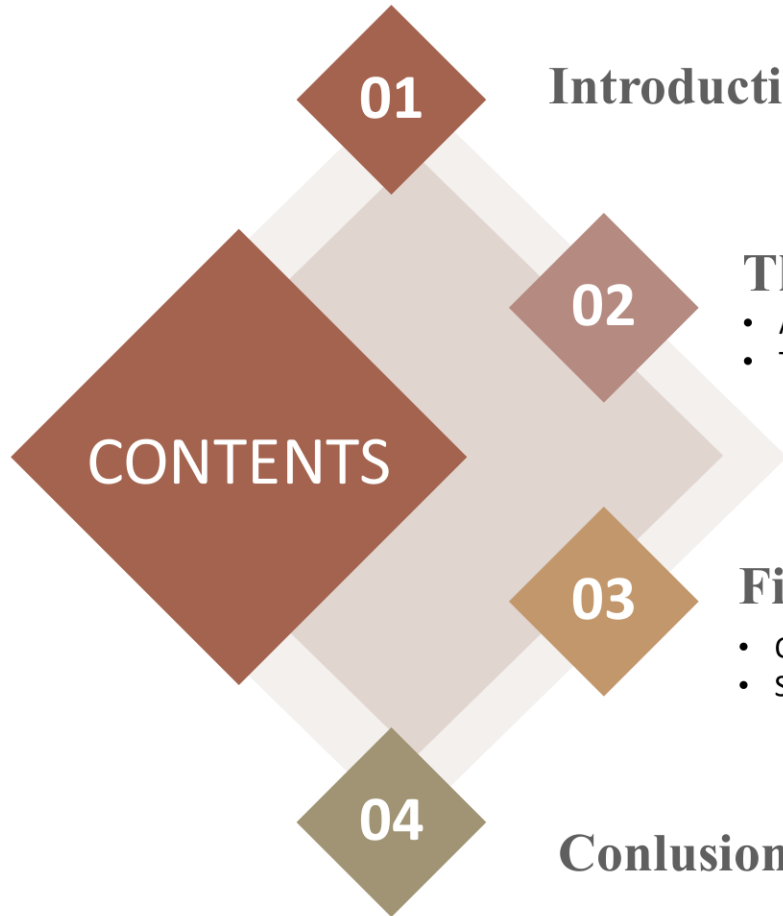 01
Introducti
02
Th
• A
• T
CONTENTS
03
Fi
•
• S
04
Conlusion